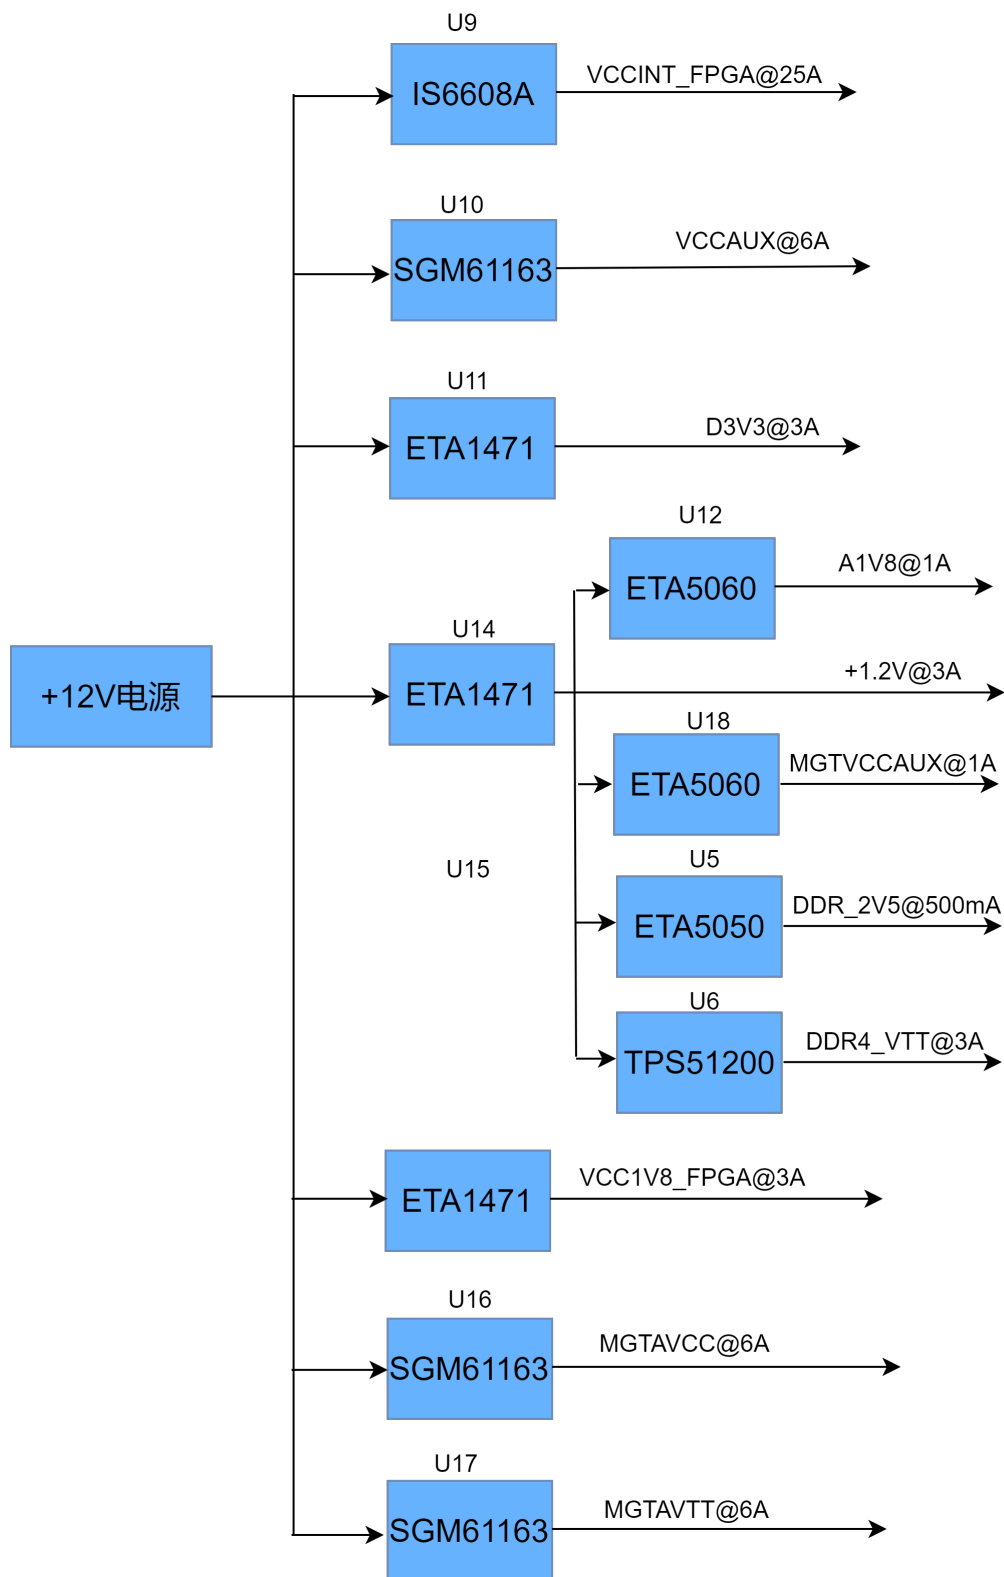 U9
IS6608A
VCCINT_FPGA@25A
U10
SGM61163
VCCAUX@6A
U11
ETA1471
D3V3@3A
U12
ETA5060
A1V8@1A
+12V电源
U14
ETA1471
+1.2V@3A
U18
ETA5060
MGTVCCAUX@1A
U15
U5
ETA5050
DDR_2V5@500mA
U6
TPS51200
DDR4_VTT@3A
ETA1471
VCC1V8_FPGA@3A
U16
SGM61163
MGTAVCC@6A
U17
SGM61163
MGTAVTT@6A